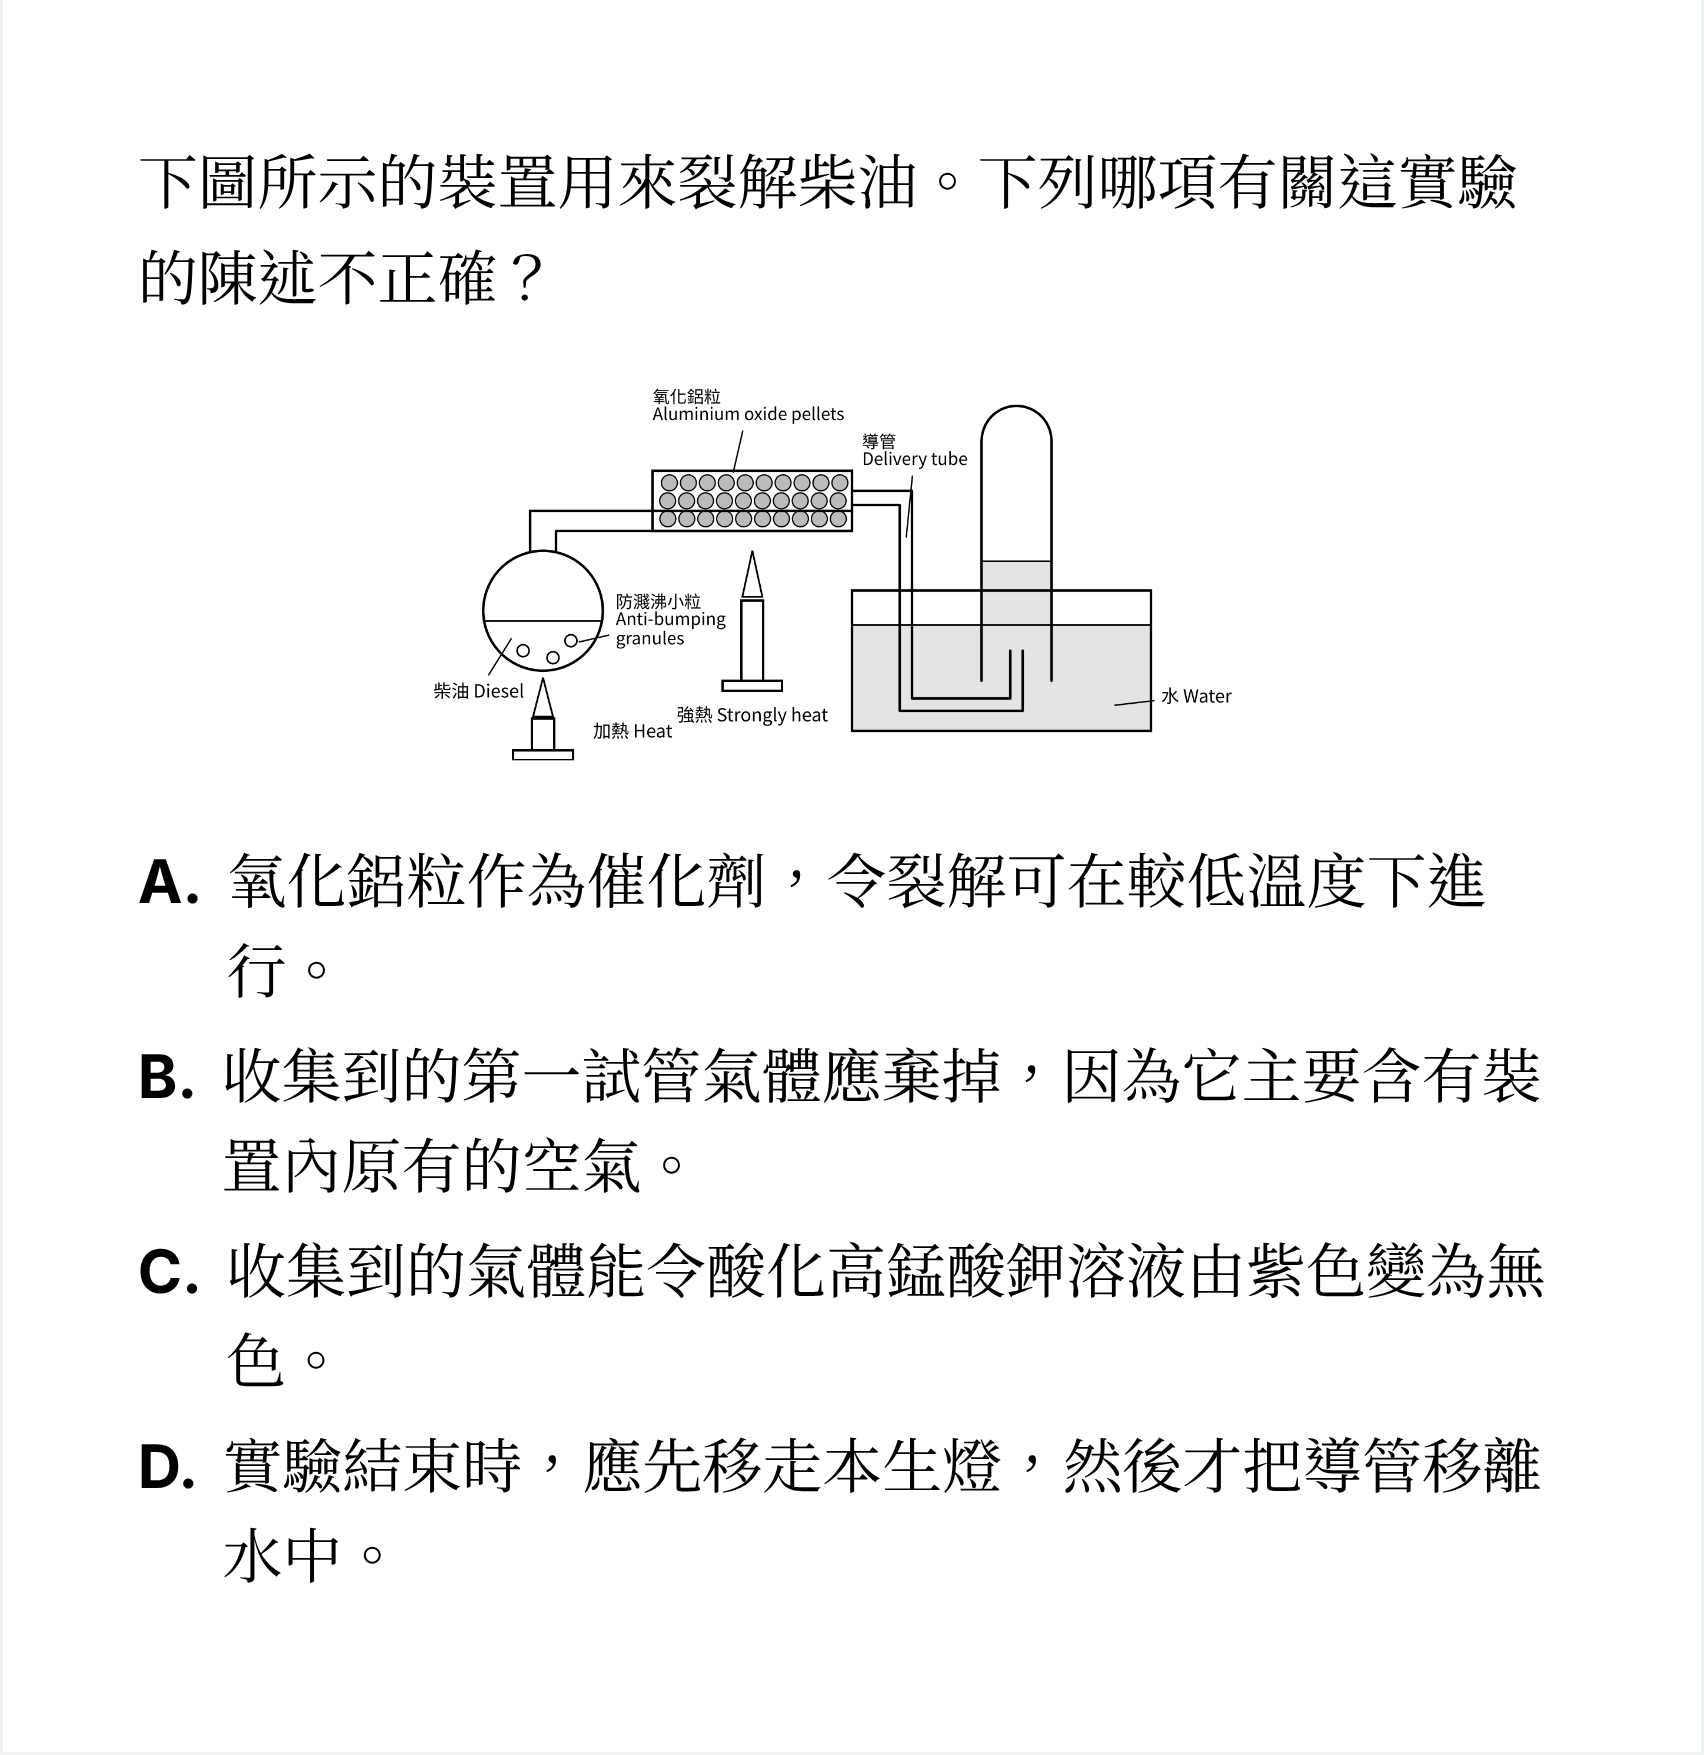 下圖所示的裝置用來裂解柴油。下列哪項有關這實驗
的陳述不正確？
氧化鋁粒
Aluminium oxide pellets
導管
Delivery tube
防濺沸小粒
Anti-bumping
granules
柴油 Diesel
加熱 Heat
強熱 Strongly heat
水 Water
A. 氧化鋁粒作為催化劑，令裂解可在較低溫度下進
行。
B. 收集到的第一試管氣體應棄掉，因為它主要含有裝
置內原有的空氣。
C. 收集到的氣體能令酸化高錳酸鉀溶液由紫色變為無
色。
D. 實驗結束時，應先移走本生燈，然後才把導管移離
水中。